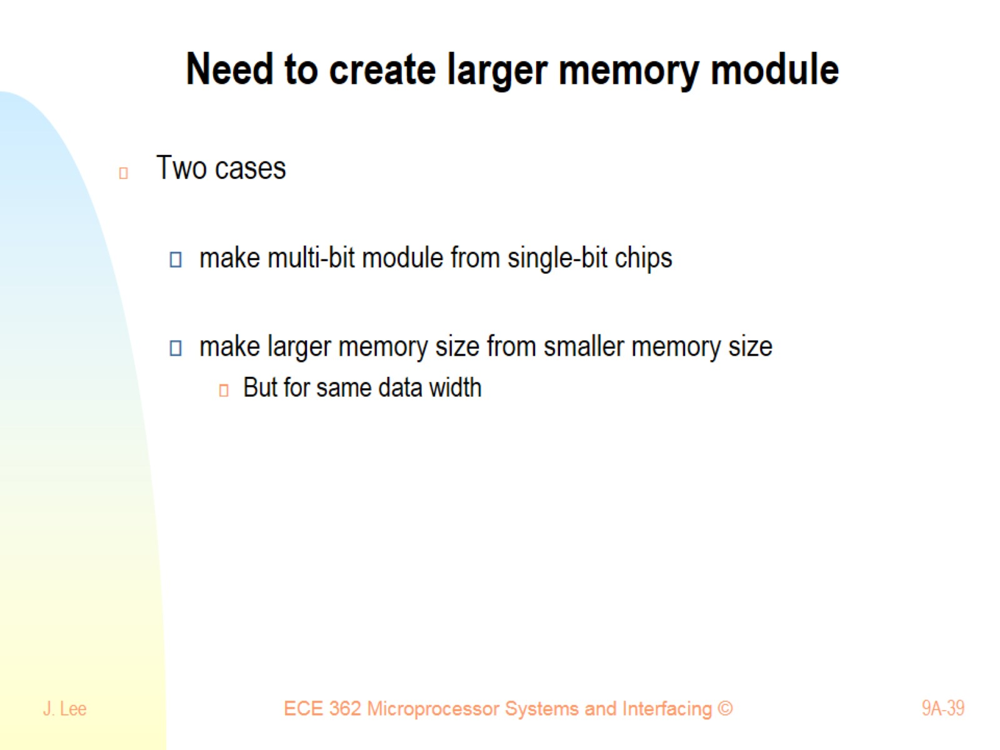 Need to create larger memory module
Two cases
make multi-bit module from single-bit chips
make larger memory size from smaller memory size
But for same data width
J. Lee
ECE 362 Microprocessor Systems and Interfacing ©
9A-39